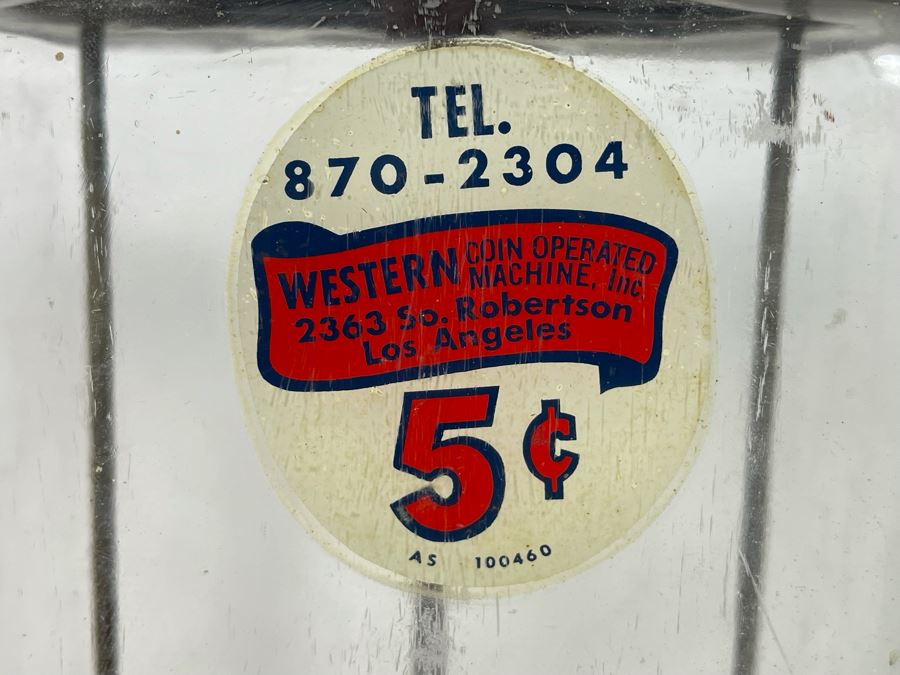 TEL.
870-2304
WESTERN COIN OPERATED MACHINE, Inc
2363 So. Robertson
Los Angeles
5¢
AS 100460